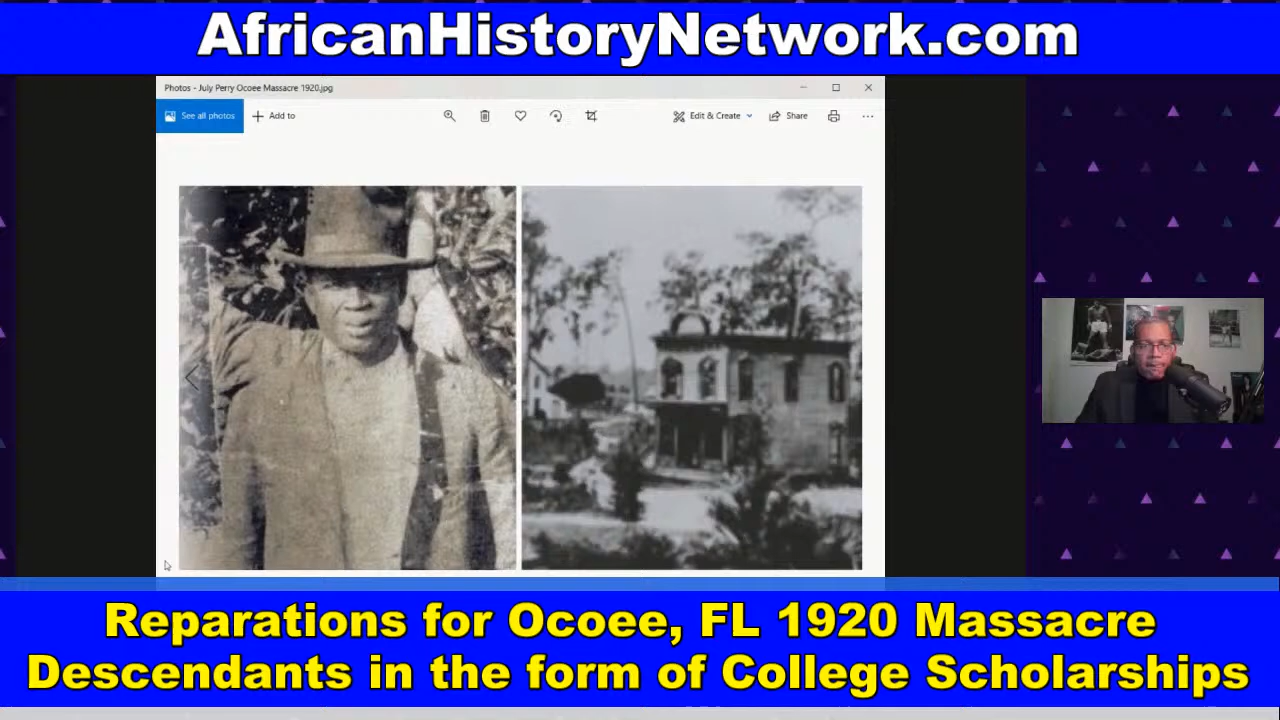 AfricanHistoryNetwork.com
Photos - July Perry Ocoee Massacre 1920.jpg
See all photos
Add to
Edit & Create
Share
Reparations for Ocoee, FL 1920 Massacre
Descendants in the form of College Scholarships